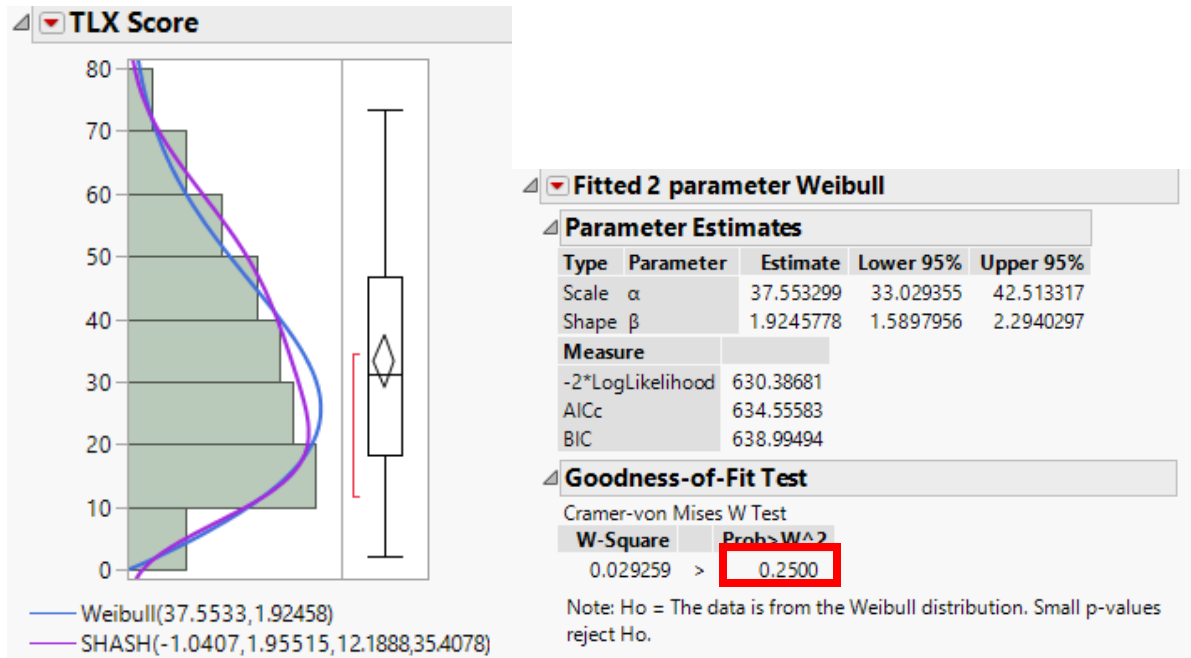 TLX Score
80
70
60
50
40
30
20
10
0
Weibull(37.5533,1.92458)
SHASH(-1.0407,1.95515,12.1888,35.4078)
Fitted 2 parameter Weibull
Parameter Estimates
Type Parameter Estimate Lower 95% Upper 95%
Scale α 37.553299 33.029355 42.513317
Shape β 1.9245778 1.5897956 2.2940297
Measure
-2*LogLikelihood 630.38681
AICc 634.55583
BIC 638.99494
Goodness-of-Fit Test
Cramer-von Mises W Test
W-Square Prob>W^2
0.029259 > 0.2500
Note: Ho = The data is from the Weibull distribution. Small p-values
reject Ho.